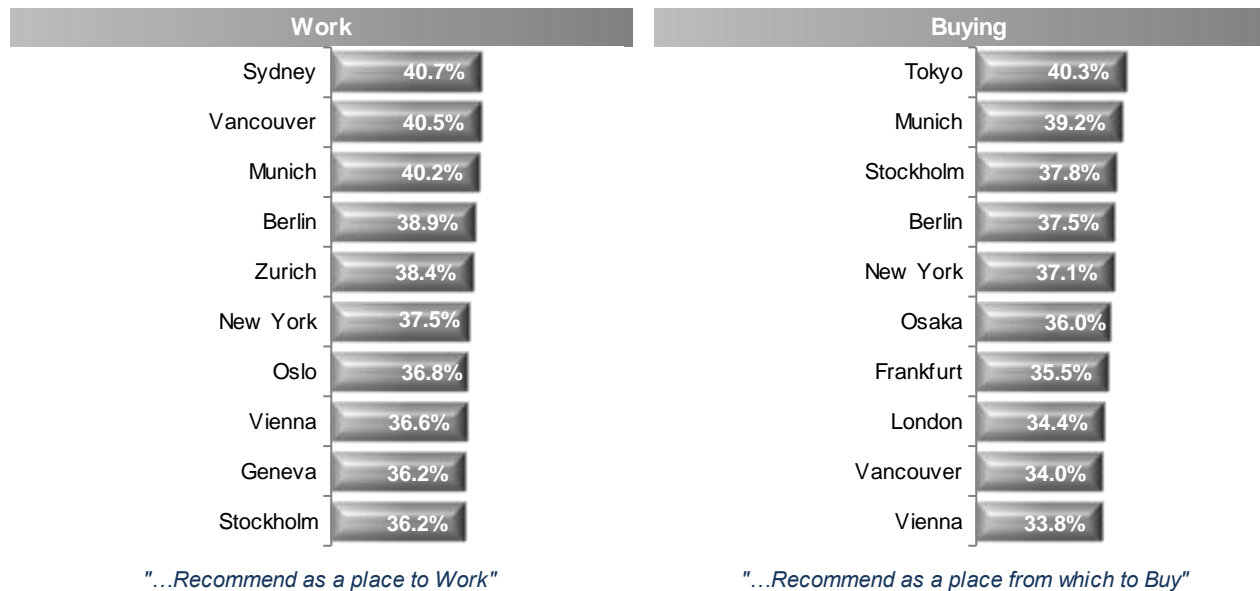 Work
Sydney 40.7%
Vancouver 40.5%
Munich 40.2%
Berlin 38.9%
Zurich 38.4%
New York 37.5%
Oslo 36.8%
Vienna 36.6%
Geneva 36.2%
Stockholm 36.2%
"…Recommend as a place to Work"
Buying
Tokyo 40.3%
Munich 39.2%
Stockholm 37.8%
Berlin 37.5%
New York 37.1%
Osaka 36.0%
Frankfurt 35.5%
London 34.4%
Vancouver 34.0%
Vienna 33.8%
"…Recommend as a place from which to Buy"